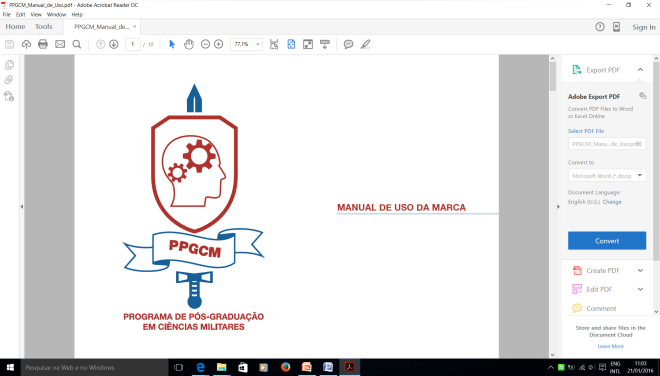 PPGCM_Manual_de_Uso.pdf - Adobe Acrobat Reader DC
File Edit View Window Help
Home Tools PPGCM_Manual_de... ×
Sign In
1 / 10
77,1%
MANUAL DE USO DA MARCA
PPGCM
PROGRAMA DE PÓS-GRADUAÇÃO
EM CIÊNCIAS MILITARES
Export PDF
Adobe Export PDF
Convert PDF Files to Word
or Excel Online
Select PDF File
PPGCM_Manu...de_Uso.pdf
Convert to
Microsoft Word (*.docx)
Document Language:
English (U.S.) Change
Convert
Create PDF
Edit PDF
Comment
Store and share files in the
Document Cloud
Learn More
Pesquisar na Web e no Windows
ENG
INTL
11:03
21/01/2016